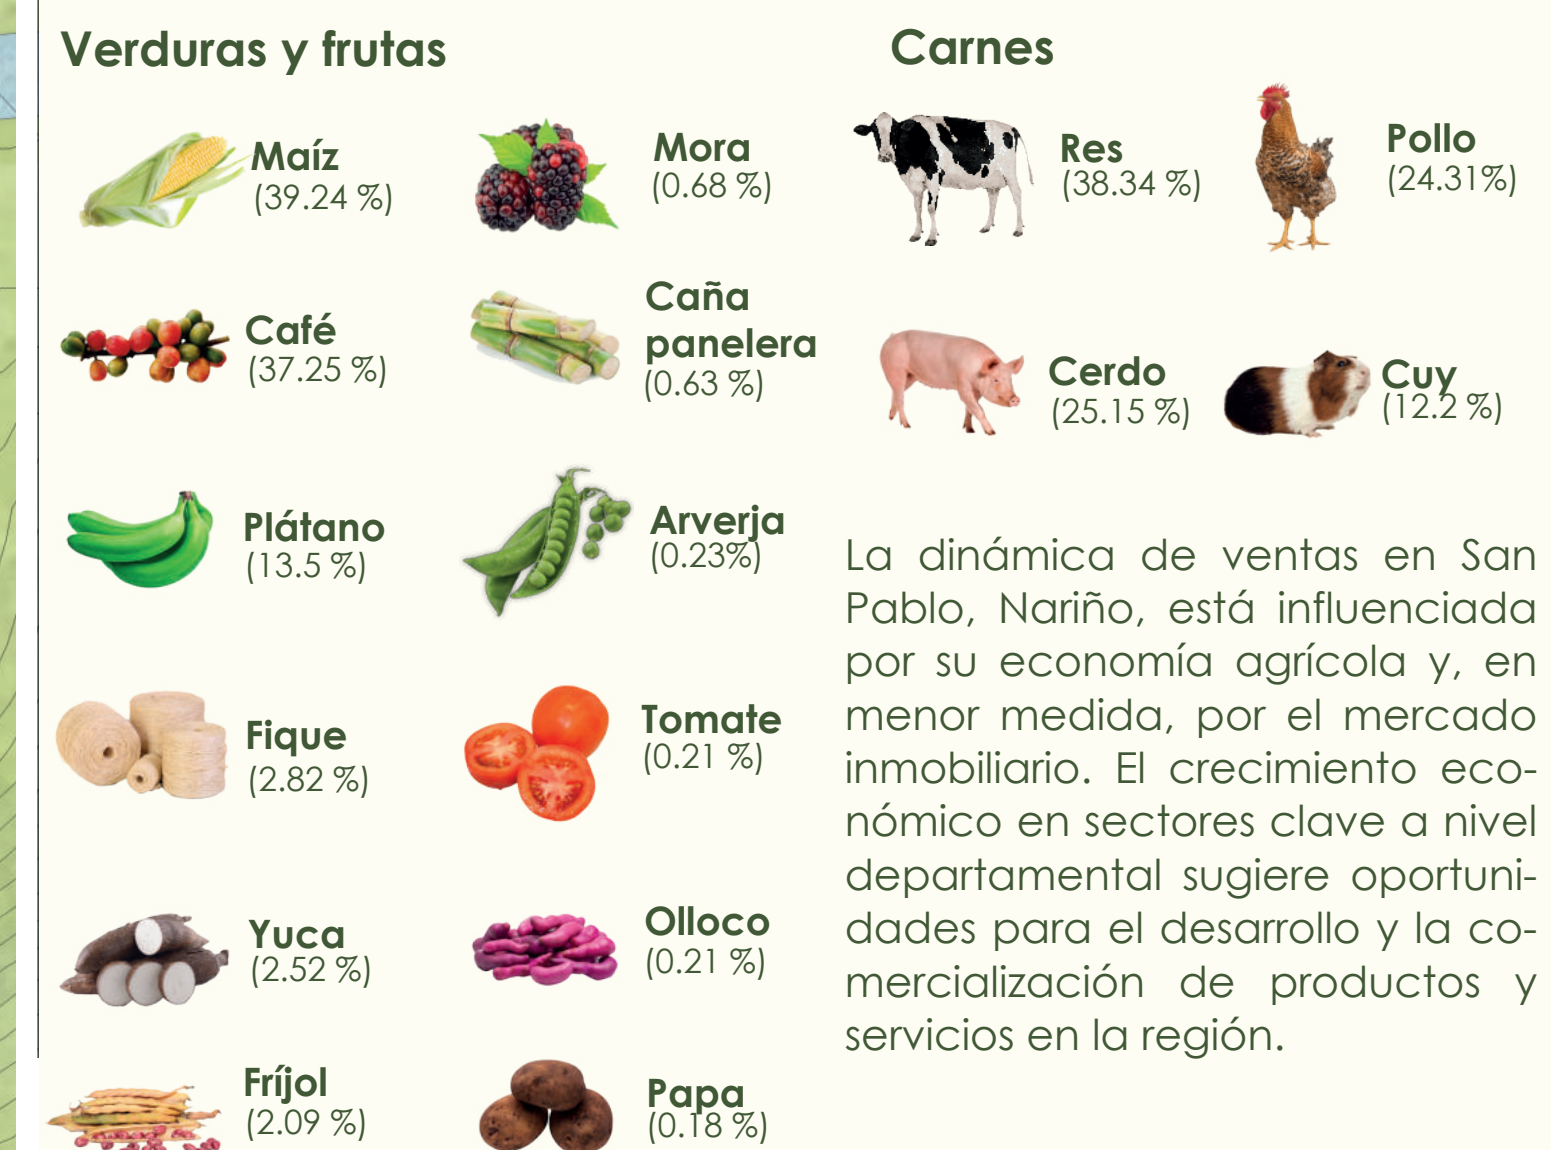 Verduras y frutas
Maíz
(39.24 %)
Mora
(0.68 %)
Café
(37.25 %)
Caña
panelera
(0.63 %)
Plátano
(13.5 %)
Arverja
(0.23%)
Fique
(2.82 %)
Tomate
(0.21 %)
Yuca
(2.52 %)
Olloco
(0.21 %)
Fríjol
(2.09 %)
Papa
(0.18 %)
Carnes
Res
(38.34 %)
Pollo
(24.31%)
Cerdo
(25.15 %)
Cuy
(12.2 %)
La dinámica de ventas en San
Pablo, Nariño, está influenciada
por su economía agrícola y, en
menor medida, por el mercado
inmobiliario. El crecimiento eco-
nómico en sectores clave a nivel
departamental sugiere oportuni-
dades para el desarrollo y la co-
mercialización de productos y
servicios en la región.